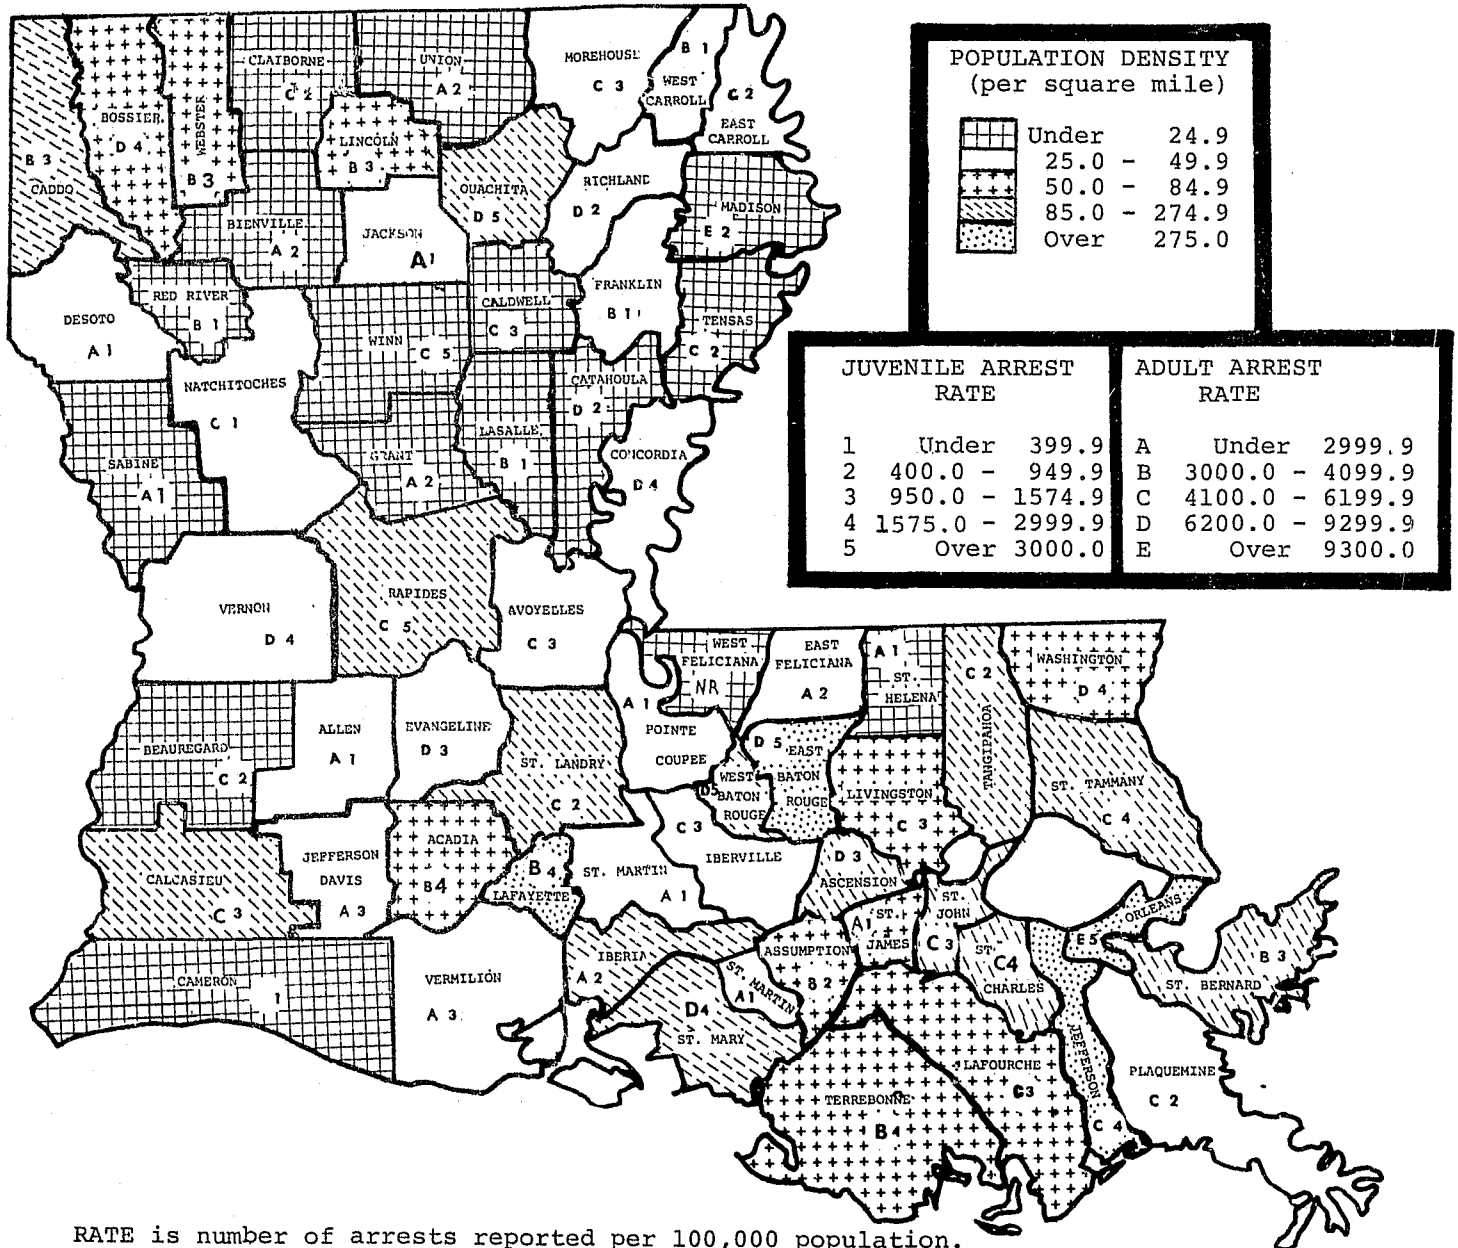 POPULATION DENSITY
(per square mile)
Under 24.9
25.0 - 49.9
50.0 - 84.9
85.0 - 274.9
Over 275.0
JUVENILE ARREST
RATE
1 Under 399.9
2 400.0 - 949.9
3 950.0 - 1574.9
4 1575.0 - 2999.9
5 Over 3000.0
ADULT ARREST
RATE
A Under 2999.9
B 3000.0 - 4099.9
C 4100.0 - 6199.9
D 6200.0 - 9299.9
E Over 9300.0
B 3
CADDO
BOSSIER
D 4
WEBSTER
B 3
CLAIBORNE
C 2
UNION
A 2
MOREHOUSE
C 3
B 1
WEST
CARROLL
C 2
EAST
CARROLL
LINCOLN
B 3
OUACHITA
D 5
RICHLAND
D 2
MADISON
E 2
BIENVILLE
A 2
JACKSON
A 1
RED RIVER
B 1
DESOTO
A 1
CALDWELL
C 3
FRANKLIN
B 1
TENSAS
C 2
WINN
C 5
NATCHITOCHES
C 1
CATAHOULA
D 2
SABINE
A 1
GRANT
A 2
LASALLE
B 1
CONCORDIA
D 4
VERNON
D 4
RAPIDES
C 5
AVOYELLES
C 3
WEST
FELICIANA
NR
EAST
FELICIANA
A 2
A 1
ST.
HELENA
C 2
TANGIPAHOA
WASHINGTON
D 4
BEAUREGARD
C 2
ALLEN
A 1
EVANGELINE
D 3
ST. LANDRY
C 2
A 1
POINTE
COUPEE
D 5 EAST
BATON
ROUGE
WEST
D5
BATON
ROUGE
LIVINGSTON
C 3
ST. TAMMANY
C 4
CALCASIEU
C 3
JEFFERSON
DAVIS
A 3
ACADIA
B4
B 4
LAFAYETTE
ST. MARTIN
A 1
C 3
IBERVILLE
D 3
ASCENSION
ST.
JOHN
C 3
A1 ST.
JAMES
ST.
C4
CHARLES
ORLEANS
E5
B 3
ST. BERNARD
CAMERON
1
VERMILION
A 3
IBERIA
A 2
ST. MARTIN
A1
ASSUMPTION
B 2
D4
ST. MARY
TERREBONNE
B4
LAFOURCHE
C3
JEFFERSON
C 4
PLAQUEMINE
C 2
RATE is number of arrests reported per 100,000 population.